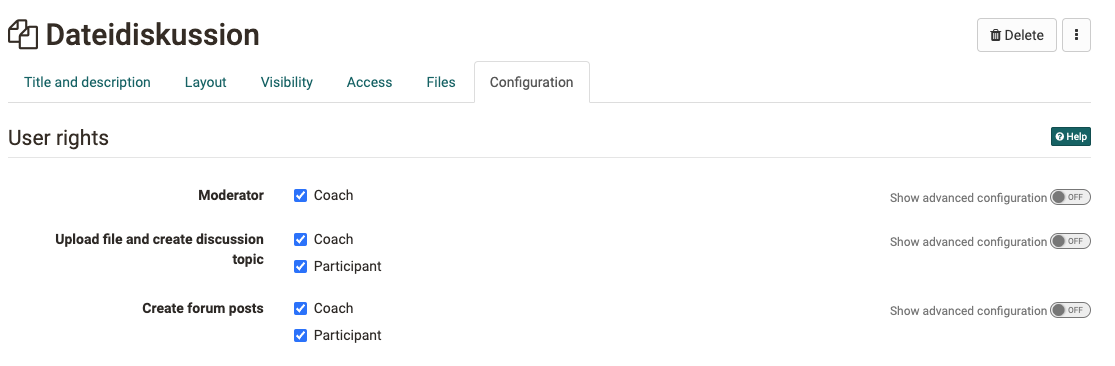 Dateidiskussion
Delete
Title and description Layout Visibility Access Files Configuration
User rights
Help
Moderator Coach Show advanced configuration OFF
Upload file and create discussion Coach Show advanced configuration OFF
topic Participant
Create forum posts Coach Show advanced configuration OFF
Participant